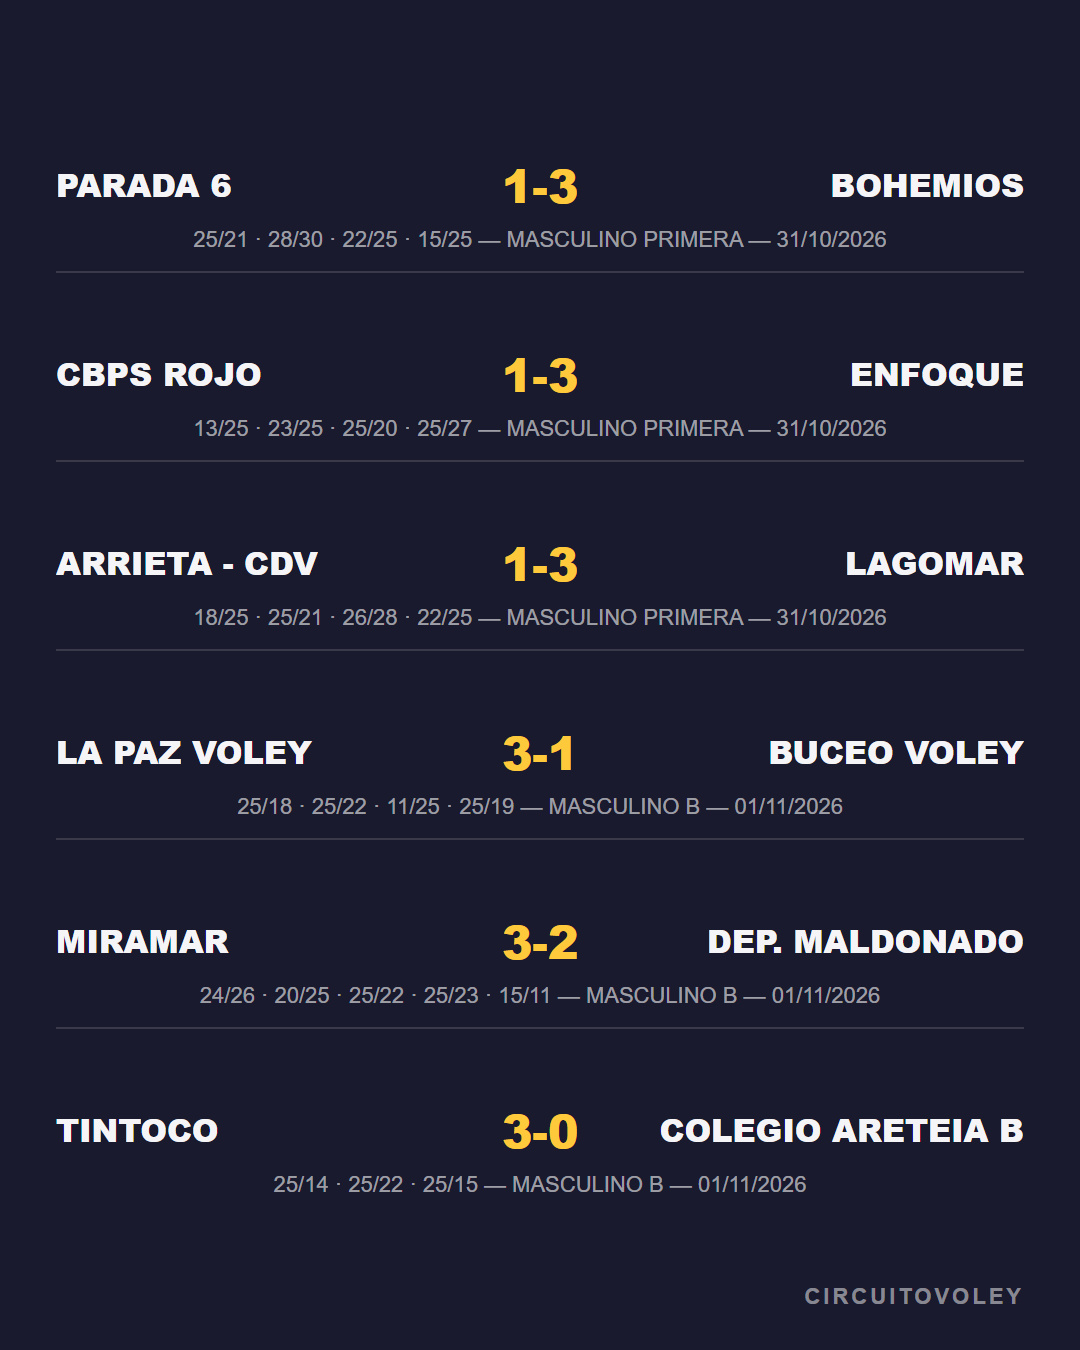 PARADA 6 1-3 BOHEMIOS
25/21 · 28/30 · 22/25 · 15/25 — MASCULINO PRIMERA — 31/10/2026
CBPS ROJO 1-3 ENFOQUE
13/25 · 23/25 · 25/20 · 25/27 — MASCULINO PRIMERA — 31/10/2026
ARRIETA - CDV 1-3 LAGOMAR
18/25 · 25/21 · 26/28 · 22/25 — MASCULINO PRIMERA — 31/10/2026
LA PAZ VOLEY 3-1 BUCEO VOLEY
25/18 · 25/22 · 11/25 · 25/19 — MASCULINO B — 01/11/2026
MIRAMAR 3-2 DEP. MALDONADO
24/26 · 20/25 · 25/22 · 25/23 · 15/11 — MASCULINO B — 01/11/2026
TINTOCO 3-0 COLEGIO ARETEIA B
25/14 · 25/22 · 25/15 — MASCULINO B — 01/11/2026
CIRCUITOVOLEY